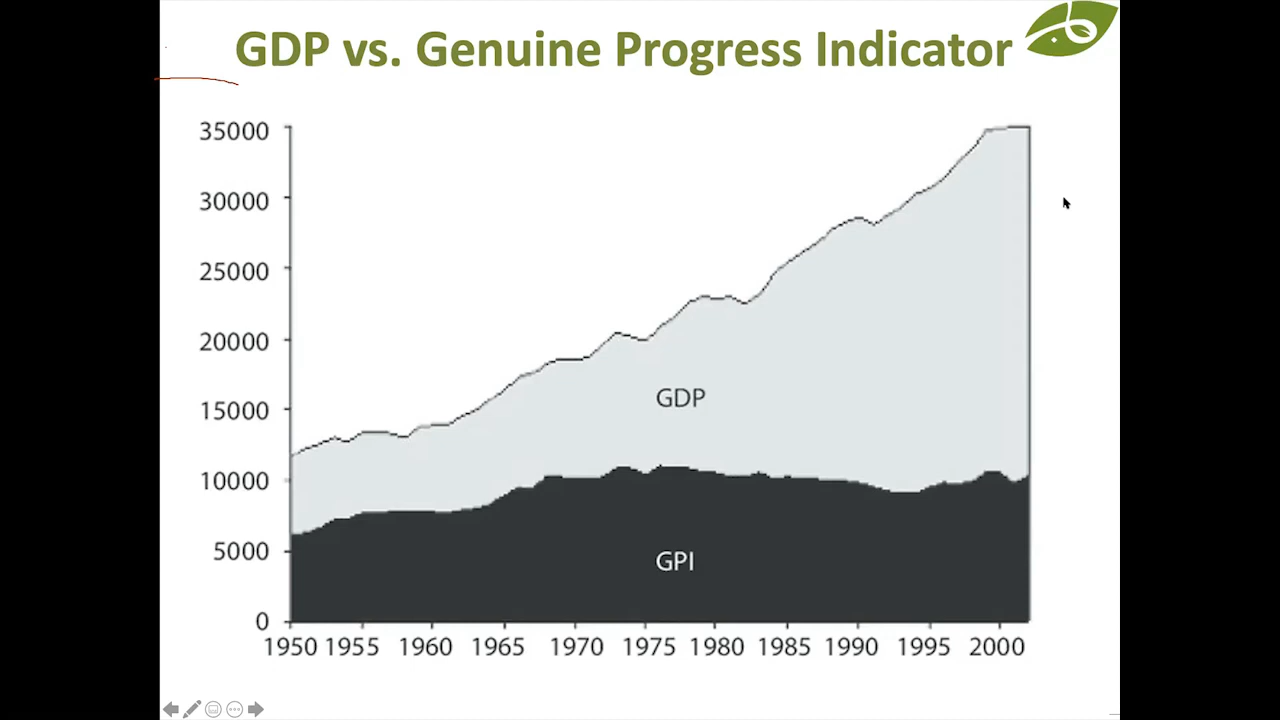 GDP vs. Genuine Progress Indicator
35000
30000
25000
20000
15000
10000
5000
0
GDP
GPI
1950 1955 1960 1965 1970 1975 1980 1985 1990 1995 2000